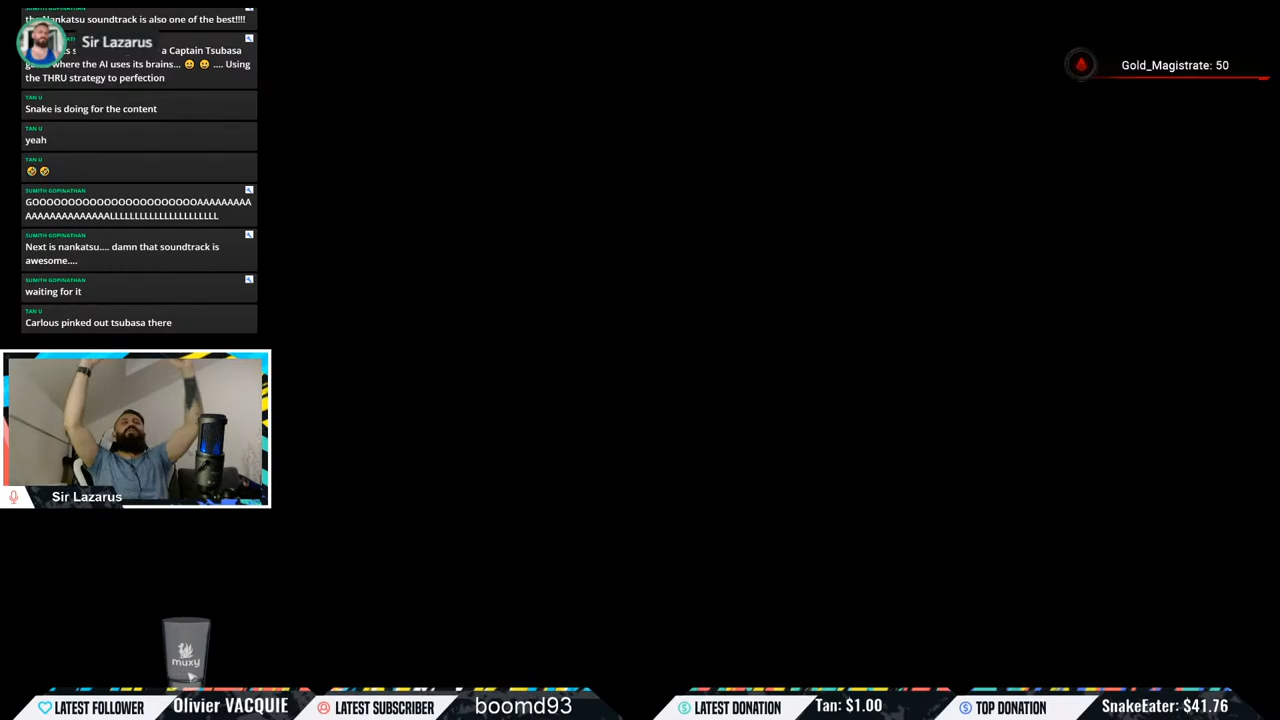 SUMITH GOPINATHAN
the Nankatsu soundtrack is also one of the best!!!!
Sir Lazarus
a Captain Tsubasa
where the AI uses its brains... 😀 😀 .... Using
the THRU strategy to perfection
TAN U
Snake is doing for the content
TAN U
yeah
TAN U
🤣 🤣
SUMITH GOPINATHAN
GOOOOOOOOOOOOOOOOOOOOOOOAAAAAAAAA
AAAAAAAAAAAAAALLLLLLLLLLLLLLLLLLLLLL
SUMITH GOPINATHAN
Next is nankatsu.... damn that soundtrack is
awesome....
SUMITH GOPINATHAN
waiting for it
TAN U
Carlous pinked out tsubasa there
Gold_Magistrate: 50
Sir Lazarus
muxy
LATEST FOLLOWER
Olivier VACQUIE
LATEST SUBSCRIBER
boomd93
LATEST DONATION
Tan: $1.00
TOP DONATION
SnakeEater: $41.76